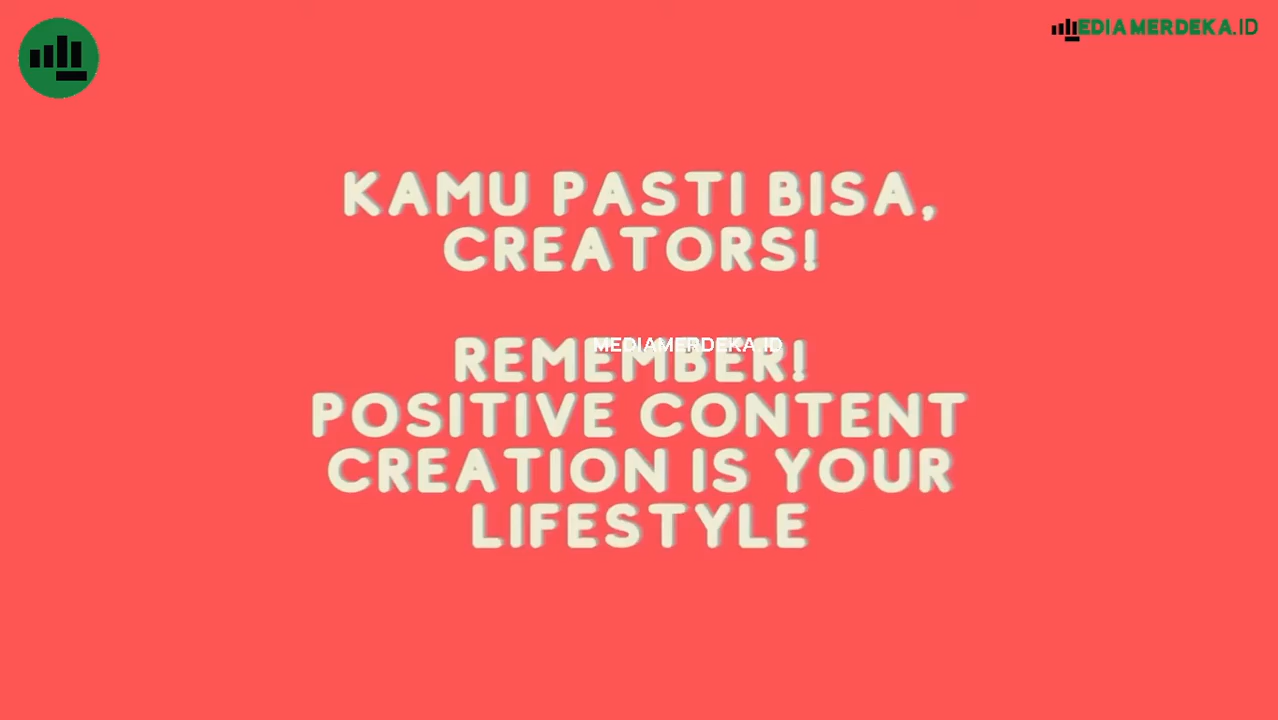 MEDIAMERDEKA.ID
KAMU PASTI BISA,
CREATORS!
REMEMBER!
MEDIAMERDEKA.ID
POSITIVE CONTENT
CREATION IS YOUR
LIFESTYLE